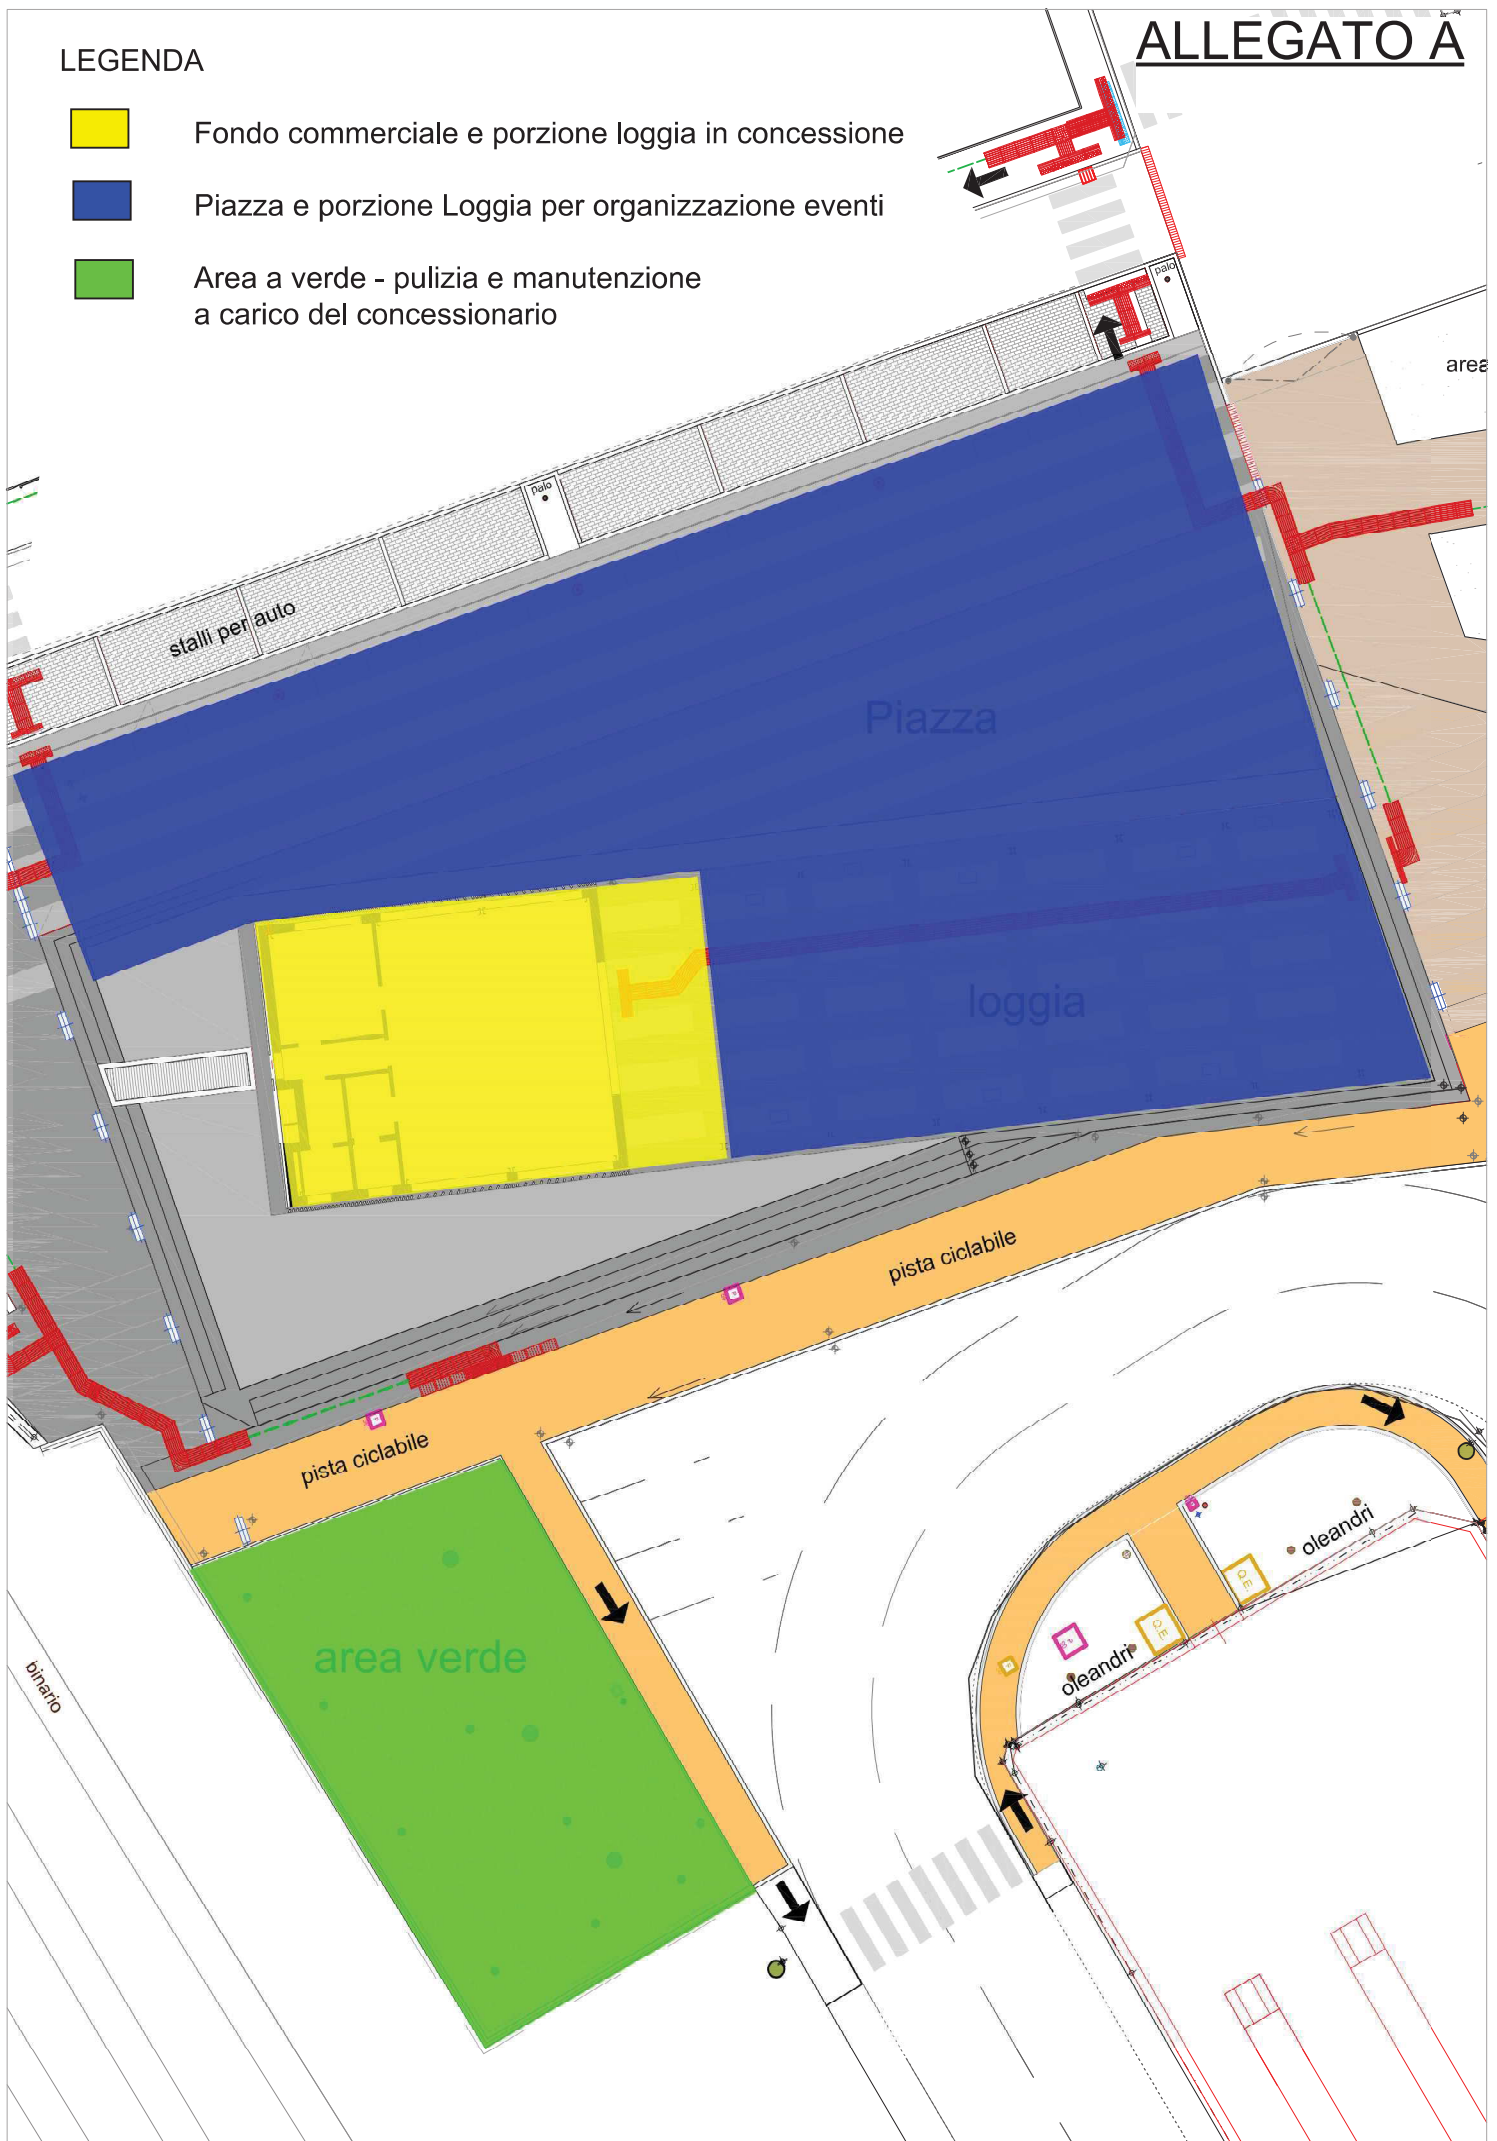 ALLEGATO A
LEGENDA
Fondo commerciale e porzione loggia in concessione
Piazza e porzione Loggia per organizzazione eventi
Area a verde - pulizia e manutenzione
a carico del concessionario
palo
area
palo
stalli per auto
Piazza
loggia
pista ciclabile
pista ciclabile
oleandri
Q.E.
Q.E.
oleandri
area verde
binario